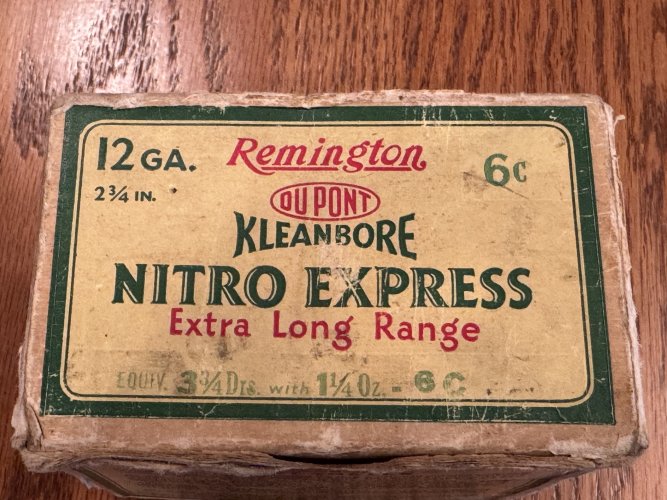 12 GA. Remington 6C
2¾ IN. DU PONT
KLEANBORE
NITRO EXPRESS
Extra Long Range
EQUIV. 3¾ Drs. with 1¼ Oz. - 6 C